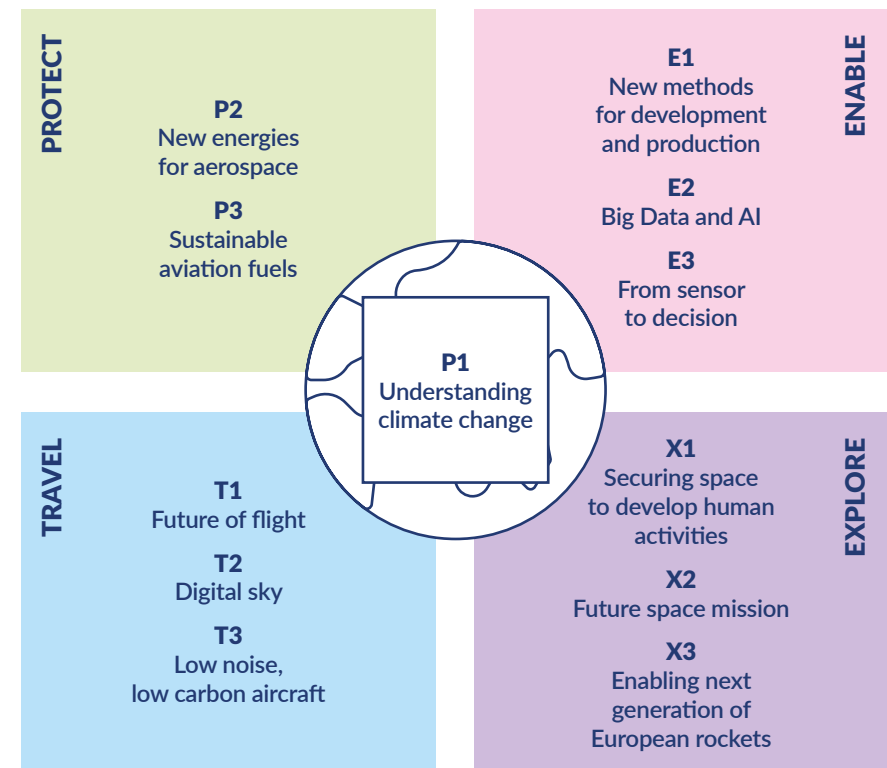 PROTECT
P2
New energies
for aerospace
P3
Sustainable
aviation fuels
ENABLE
E1
New methods
for development
and production
E2
Big Data and AI
E3
From sensor
to decision
P1
Understanding
climate change
TRAVEL
T1
Future of flight
T2
Digital sky
T3
Low noise,
low carbon aircraft
EXPLORE
X1
Securing space
to develop human
activities
X2
Future space mission
X3
Enabling next
generation of
European rockets